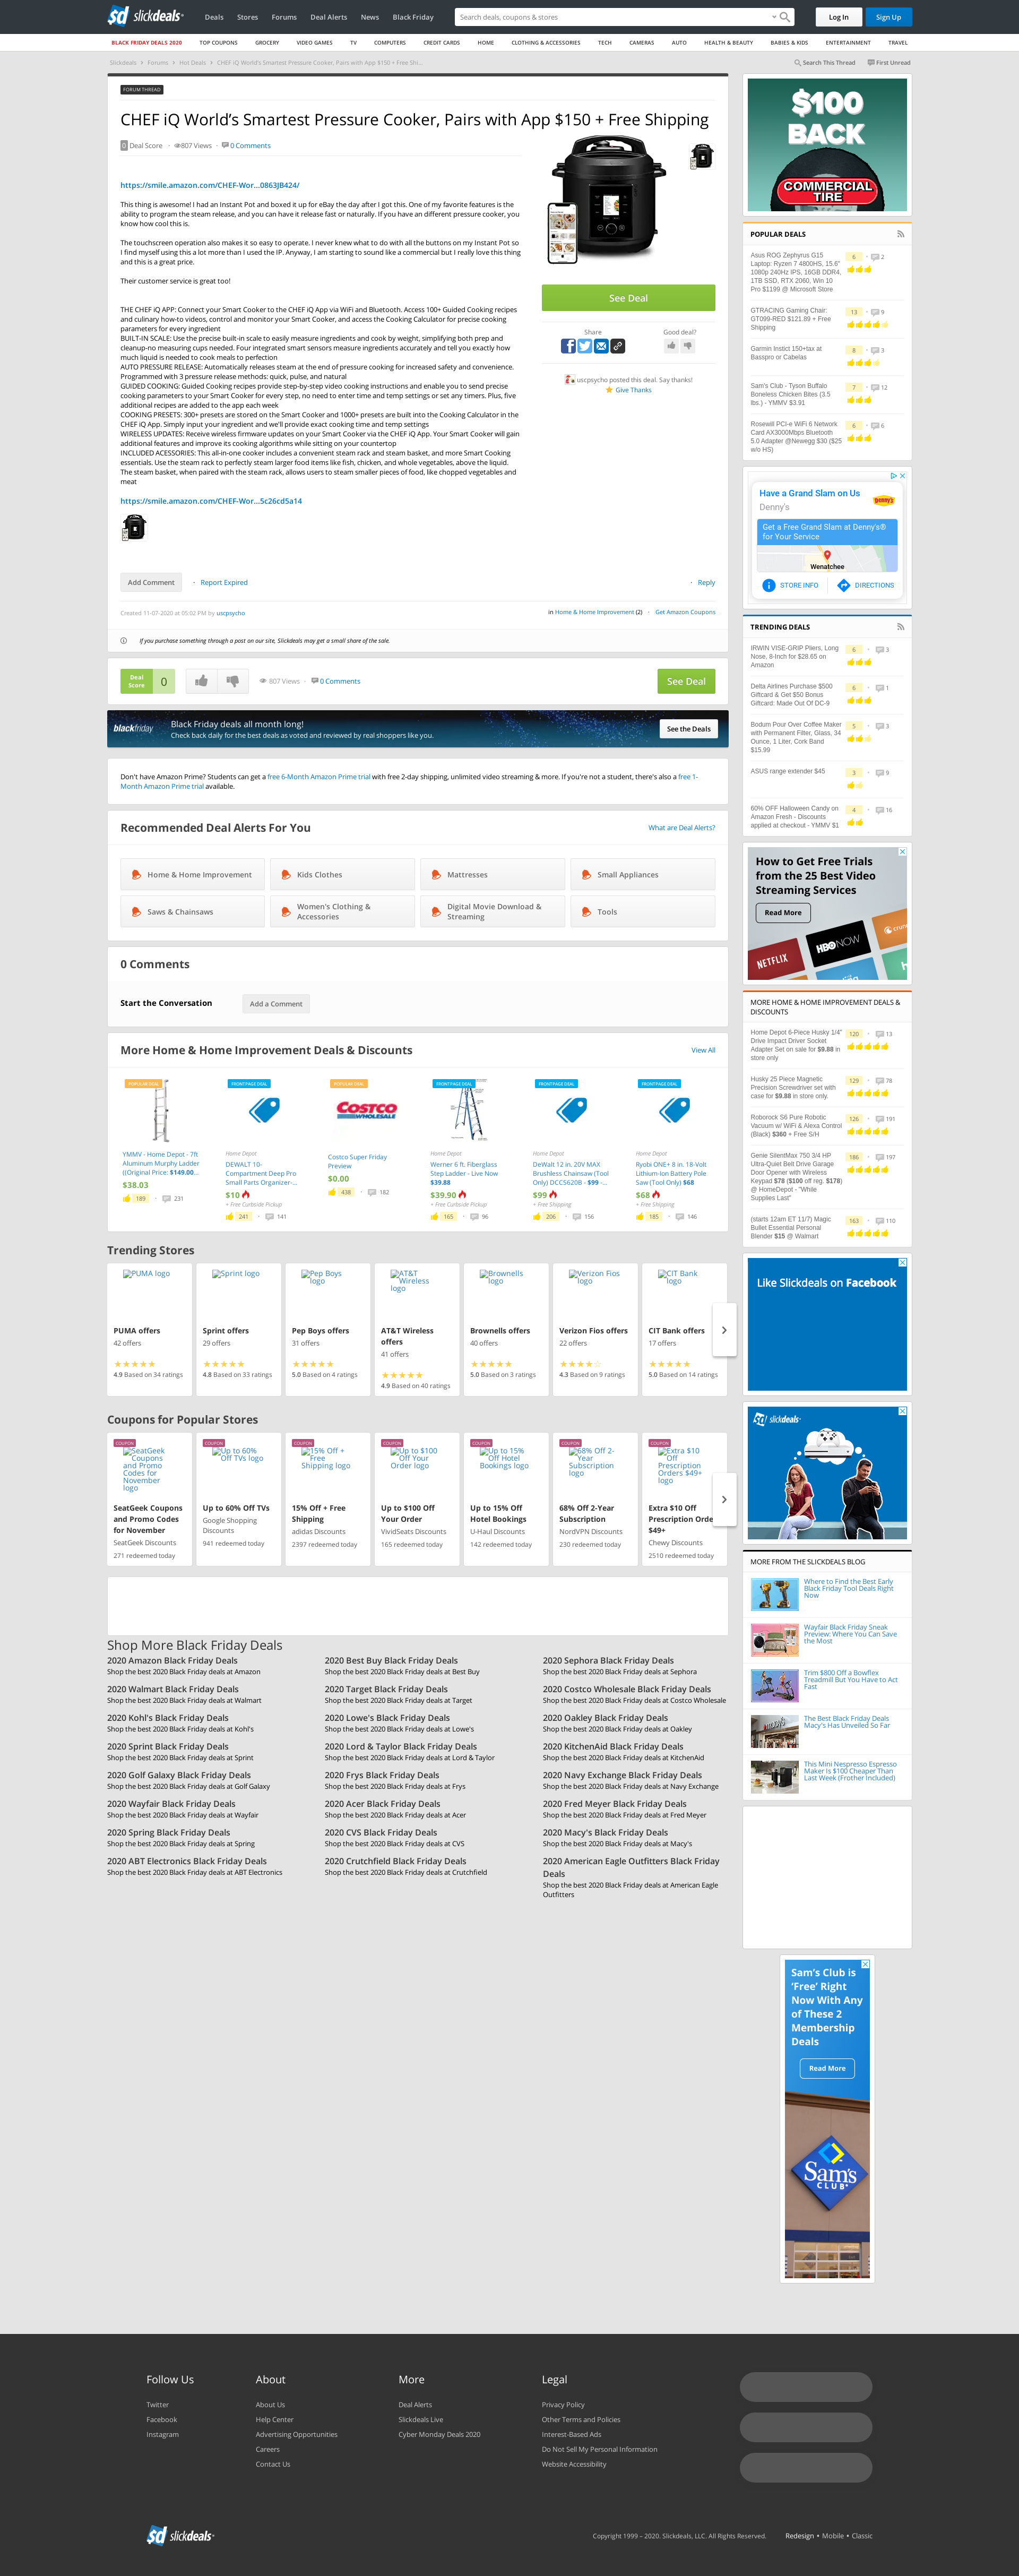 slickdeals
Deals
Stores
Forums
Deal Alerts
News
Black Friday
Search deals, coupons & stores
Log In
Sign Up
BLACK FRIDAY DEALS 2020
TOP COUPONS
GROCERY
VIDEO GAMES
TV
COMPUTERS
CREDIT CARDS
HOME
CLOTHING & ACCESSORIES
TECH
CAMERAS
AUTO
HEALTH & BEAUTY
BABIES & KIDS
ENTERTAINMENT
TRAVEL
Slickdeals › Forums › Hot Deals › CHEF iQ World's Smartest Pressure Cooker, Pairs with App $150 + Free Shi...
Search This Thread
First Unread
FORUM THREAD
CHEF iQ World's Smartest Pressure Cooker, Pairs with App $150 + Free Shipping
0 Deal Score · 807 Views · 0 Comments
https://smile.amazon.com/CHEF-Wor...0863JB424/
This thing is awesome! I had an Instant Pot and boxed it up for eBay the day after I got this. One of my favorite features is the
ability to program the steam release, and you can have it release fast or naturally. If you have an different pressure cooker, you
know how cool this is.
The touchscreen operation also makes it so easy to operate, I never knew what to do with all the buttons on my Instant Pot so
I find myself using this a lot more than I used the IP. Anyway, I am starting to sound like a commercial but I really love this thing
and this is a great price.
Their customer service is great too!
THE CHEF iQ APP: Connect your Smart Cooker to the CHEF iQ App via WiFi and Bluetooth. Access 100+ Guided Cooking recipes
with colorful how-to videos, control and monitor your Smart Cooker, and access the Cooking Calculator for precise cooking
parameters for every ingredient
BUILT-IN SCALE: Use the precise built-in scale to easily measure ingredients and cook by weight, simplifying both prep and
cleanup, no measuring cups needed. Four integrated smart sensors measure ingredients accurately and tell you exactly how
much liquid is needed to cook meals to perfection
AUTO PRESSURE RELEASE: Automatically releases steam at the end of pressure cooking for increased safety and convenience.
Programmed with 3 pressure release methods: quick, pulse, and natural
GUIDED COOKING: Guided Cooking recipes provide step-by-step video cooking instructions and enable you to send precise
cooking parameters to your Smart Cooker so you'll never have to worry about time or temp settings or wet any timers. Plus, five
additional recipes are added to the app each week
COOKING PRESETS: 300+ presets are stored on the Smart Cooker and 1000+ presets are built into the Cooking Calculator in the
CHEF iQ App. Simply input your ingredient and we'll provide exact cooking time and temp settings
WIRELESS UPDATES: Receive wireless firmware updates on your Smart Cooker via the CHEF iQ App. Your Smart Cooker will gain
additional features and improve its cooking algorithms while sitting on your countertop
INCLUDED ACESSORIES: This all-in-one cooker includes a convenient steam rack and steam basket, and more Smart Cooking
essentials. Use the steam rack to perfectly steam larger food items like fish, chicken, and whole vegetables, above the liquid.
The steam basket, when paired with the steam rack, allows users to steam smaller pieces of food, like chopped vegetables and
meat
https://smile.amazon.com/CHEF-Wor...5c26cd5a14
See Deal
Share
Good deal?
uscpsycho posted this deal. Say thanks!
Give Thanks
Add Comment · Report Expired
· Reply
Created 11-07-2020 at 05:02 PM by uscpsycho
in Home & Home Improvement (2) · Get Amazon Coupons
If you purchase something through a post on our site, Slickdeals may get a small share of the sale.
Deal Score 0
807 Views · 0 Comments
See Deal
blackfriday
Black Friday deals all month long!
Check back daily for the best deals as voted and reviewed by real shoppers like you.
See the Deals
Don't have Amazon Prime? Students can get a free 6-Month Amazon Prime trial with free 2-day shipping, unlimited video streaming & more. If you're not a student, there's also a free 1-
Month Amazon Prime trial available.
Recommended Deal Alerts For You
What are Deal Alerts?
Home & Home Improvement
Kids Clothes
Mattresses
Small Appliances
Saws & Chainsaws
Women's Clothing & Accessories
Digital Movie Download & Streaming
Tools
0 Comments
Start the Conversation
Add a Comment
More Home & Home Improvement Deals & Discounts
View All
POPULAR DEAL
YMMV - Home Depot - 7ft Aluminum Murphy Ladder ((Original Price: $149.00...
$38.03
189 · 231
FRONTPAGE DEAL
Home Depot
DEWALT 10-Compartment Deep Pro Small Parts Organizer-...
$10
+ Free Curbside Pickup
241 · 141
POPULAR DEAL
COSTCO WHOLESALE
Costco Super Friday Preview
$0.00
438 · 182
FRONTPAGE DEAL
Home Depot
Werner 6 ft. Fiberglass Step Ladder - Live Now $39.88
$39.90
+ Free Curbside Pickup
165 · 96
FRONTPAGE DEAL
Home Depot
DeWalt 12 in. 20V MAX Brushless Chainsaw (Tool Only) DCCS620B - $99 -...
$99
+ Free Shipping
206 · 156
FRONTPAGE DEAL
Home Depot
Ryobi ONE+ 8 in. 18-Volt Lithium-Ion Battery Pole Saw (Tool Only) $68
$68
+ Free Shipping
185 · 146
Trending Stores
PUMA logo
PUMA offers
42 offers
4.9 Based on 34 ratings
Sprint logo
Sprint offers
29 offers
4.8 Based on 33 ratings
Pep Boys logo
Pep Boys offers
31 offers
5.0 Based on 4 ratings
AT&T Wireless logo
AT&T Wireless offers
41 offers
4.9 Based on 40 ratings
Brownells logo
Brownells offers
40 offers
5.0 Based on 3 ratings
Verizon Fios logo
Verizon Fios offers
22 offers
4.3 Based on 9 ratings
CIT Bank logo
CIT Bank offers
17 offers
5.0 Based on 14 ratings
Coupons for Popular Stores
COUPON
SeatGeek Coupons and Promo Codes for November logo
SeatGeek Coupons and Promo Codes for November
SeatGeek Discounts
271 redeemed today
COUPON
Up to 60% Off TVs logo
Up to 60% Off TVs
Google Shopping Discounts
941 redeemed today
COUPON
15% Off + Free Shipping logo
15% Off + Free Shipping
adidas Discounts
2397 redeemed today
COUPON
Up to $100 Off Your Order logo
Up to $100 Off Your Order
VividSeats Discounts
165 redeemed today
COUPON
Up to 15% Off Hotel Bookings logo
Up to 15% Off Hotel Bookings
U-Haul Discounts
142 redeemed today
COUPON
68% Off 2-Year Subscription logo
68% Off 2-Year Subscription
NordVPN Discounts
230 redeemed today
COUPON
Extra $10 Off Prescription Orders $49+ logo
Extra $10 Off Prescription Orde $49+
Chewy Discounts
2510 redeemed today
Shop More Black Friday Deals
2020 Amazon Black Friday Deals
Shop the best 2020 Black Friday deals at Amazon
2020 Best Buy Black Friday Deals
Shop the best 2020 Black Friday deals at Best Buy
2020 Sephora Black Friday Deals
Shop the best 2020 Black Friday deals at Sephora
2020 Walmart Black Friday Deals
Shop the best 2020 Black Friday deals at Walmart
2020 Target Black Friday Deals
Shop the best 2020 Black Friday deals at Target
2020 Costco Wholesale Black Friday Deals
Shop the best 2020 Black Friday deals at Costco Wholesale
2020 Kohl's Black Friday Deals
Shop the best 2020 Black Friday deals at Kohl's
2020 Lowe's Black Friday Deals
Shop the best 2020 Black Friday deals at Lowe's
2020 Oakley Black Friday Deals
Shop the best 2020 Black Friday deals at Oakley
2020 Sprint Black Friday Deals
Shop the best 2020 Black Friday deals at Sprint
2020 Lord & Taylor Black Friday Deals
Shop the best 2020 Black Friday deals at Lord & Taylor
2020 KitchenAid Black Friday Deals
Shop the best 2020 Black Friday deals at KitchenAid
2020 Golf Galaxy Black Friday Deals
Shop the best 2020 Black Friday deals at Golf Galaxy
2020 Frys Black Friday Deals
Shop the best 2020 Black Friday deals at Frys
2020 Navy Exchange Black Friday Deals
Shop the best 2020 Black Friday deals at Navy Exchange
2020 Wayfair Black Friday Deals
Shop the best 2020 Black Friday deals at Wayfair
2020 Acer Black Friday Deals
Shop the best 2020 Black Friday deals at Acer
2020 Fred Meyer Black Friday Deals
Shop the best 2020 Black Friday deals at Fred Meyer
2020 Spring Black Friday Deals
Shop the best 2020 Black Friday deals at Spring
2020 CVS Black Friday Deals
Shop the best 2020 Black Friday deals at CVS
2020 Macy's Black Friday Deals
Shop the best 2020 Black Friday deals at Macy's
2020 ABT Electronics Black Friday Deals
Shop the best 2020 Black Friday deals at ABT Electronics
2020 Crutchfield Black Friday Deals
Shop the best 2020 Black Friday deals at Crutchfield
2020 American Eagle Outfitters Black Friday Deals
Shop the best 2020 Black Friday deals at American Eagle Outfitters
$100 BACK
COMMERCIAL TIRE
POPULAR DEALS
Asus ROG Zephyrus G15 Laptop: Ryzen 7 4800HS, 15.6" 1080p 240Hz IPS, 16GB DDR4, 1TB SSD, RTX 2060, Win 10 Pro $1199 @ Microsoft Store
6 · 2
GTRACING Gaming Chair: GT099-RED $121.89 + Free Shipping
13 · 9
Garmin Instict 150+tax at Basspro or Cabelas
8 · 3
Sam's Club - Tyson Buffalo Boneless Chicken Bites (3.5 lbs.) - YMMV $3.91
7 · 12
Rosewill PCI-e WiFi 6 Network Card AX3000Mbps Bluetooth 5.0 Adapter @Newegg $30 ($25 w/o HS)
6 · 6
Have a Grand Slam on Us
Denny's
Denny's
Get a Free Grand Slam at Denny's® for Your Service
Wenatchee
STORE INFO
DIRECTIONS
TRENDING DEALS
IRWIN VISE-GRIP Pliers, Long Nose, 8-Inch for $28.65 on Amazon
6 · 3
Delta Airlines Purchase $500 Giftcard & Get $50 Bonus Giftcard: Made Out Of DC-9
6 · 1
Bodum Pour Over Coffee Maker with Permanent Filter, Glass, 34 Ounce, 1 Liter, Cork Band $15.99
5 · 3
ASUS range extender $45
3 · 9
60% OFF Halloween Candy on Amazon Fresh - Discounts applied at checkout - YMMV $1
4 · 16
How to Get Free Trials from the 25 Best Video Streaming Services
Read More
NETFLIX
HBO NOW
MORE HOME & HOME IMPROVEMENT DEALS & DISCOUNTS
Home Depot 6-Piece Husky 1/4" Drive Impact Driver Socket Adapter Set on sale for $9.88 in store only
120 · 13
Husky 25 Piece Magnetic Precision Screwdriver set with case for $9.88 in store only.
129 · 78
Roborock S6 Pure Robotic Vacuum w/ WiFi & Alexa Control (Black) $360 + Free S/H
126 · 191
Genie SilentMax 750 3/4 HP Ultra-Quiet Belt Drive Garage Door Opener with Wireless Keypad $78 ($100 off reg. $178) @ HomeDepot - "While Supplies Last"
186 · 197
(starts 12am ET 11/7) Magic Bullet Essential Personal Blender $15 @ Walmart
163 · 110
Like Slickdeals on Facebook
slickdeals
MORE FROM THE SLICKDEALS BLOG
Where to Find the Best Early Black Friday Tool Deals Right Now
Wayfair Black Friday Sneak Preview: Where You Can Save the Most
Trim $800 Off a Bowflex Treadmill But You Have to Act Fast
The Best Black Friday Deals Macy's Has Unveiled So Far
This Mini Nespresso Espresso Maker Is $100 Cheaper Than Last Week (Frother Included)
Sam's Club is 'Free' Right Now With Any of These 2 Membership Deals
Read More
Sam's CLUB
Follow Us
Twitter
Facebook
Instagram
About
About Us
Help Center
Advertising Opportunities
Careers
Contact Us
More
Deal Alerts
Slickdeals Live
Cyber Monday Deals 2020
Legal
Privacy Policy
Other Terms and Policies
Interest-Based Ads
Do Not Sell My Personal Information
Website Accessibility
slickdeals
Copyright 1999 - 2020. Slickdeals, LLC. All Rights Reserved.
Redesign • Mobile • Classic